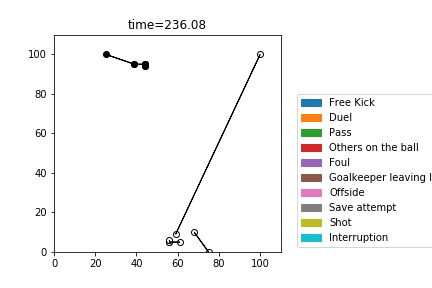 time=236.08
100
80
60
40
20
0
0 20 40 60 80 100
Free Kick
Duel
Pass
Others on the ball
Foul
Goalkeeper leaving l
Offside
Save attempt
Shot
Interruption